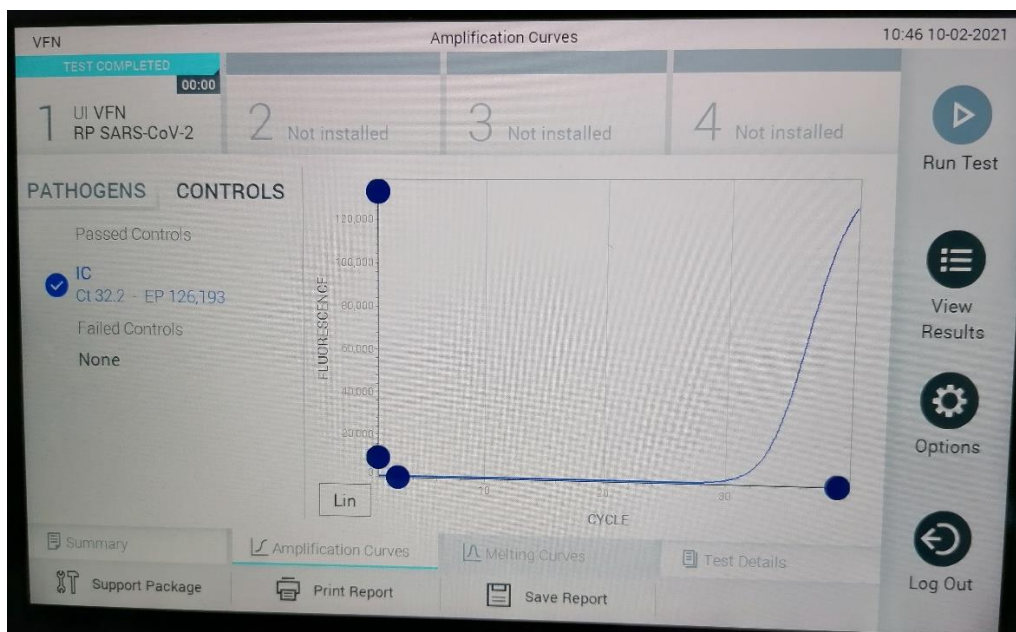 VFN
Amplification Curves
10:46 10-02-2021
TEST COMPLETED
00:00
1
UI VFN
RP SARS-CoV-2
2 Not installed
3 Not installed
4 Not installed
Run Test
View
Results
Options
Log Out
PATHOGENS CONTROLS
Passed Controls
IC
Ct 32.2 - EP 126,193
Failed Controls
None
FLUORESCENCE
120,000
100,000
80,000
60,000
40,000
20,000
0
10 20 30
CYCLE
Lin
Summary
Amplification Curves
Melting Curves
Test Details
Support Package
Print Report
Save Report